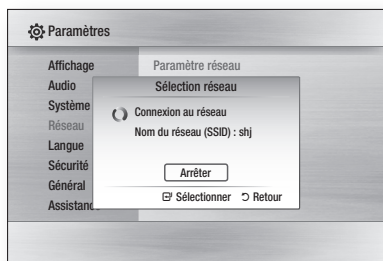 Paramètres
Affichage
Audio
Système
Réseau
Langue
Sécurité
Général
Paramètre réseau
Sélection réseau
Connexion au réseau
Nom du réseau (SSID) : shj
Arrêter
Sélectionner
Retour